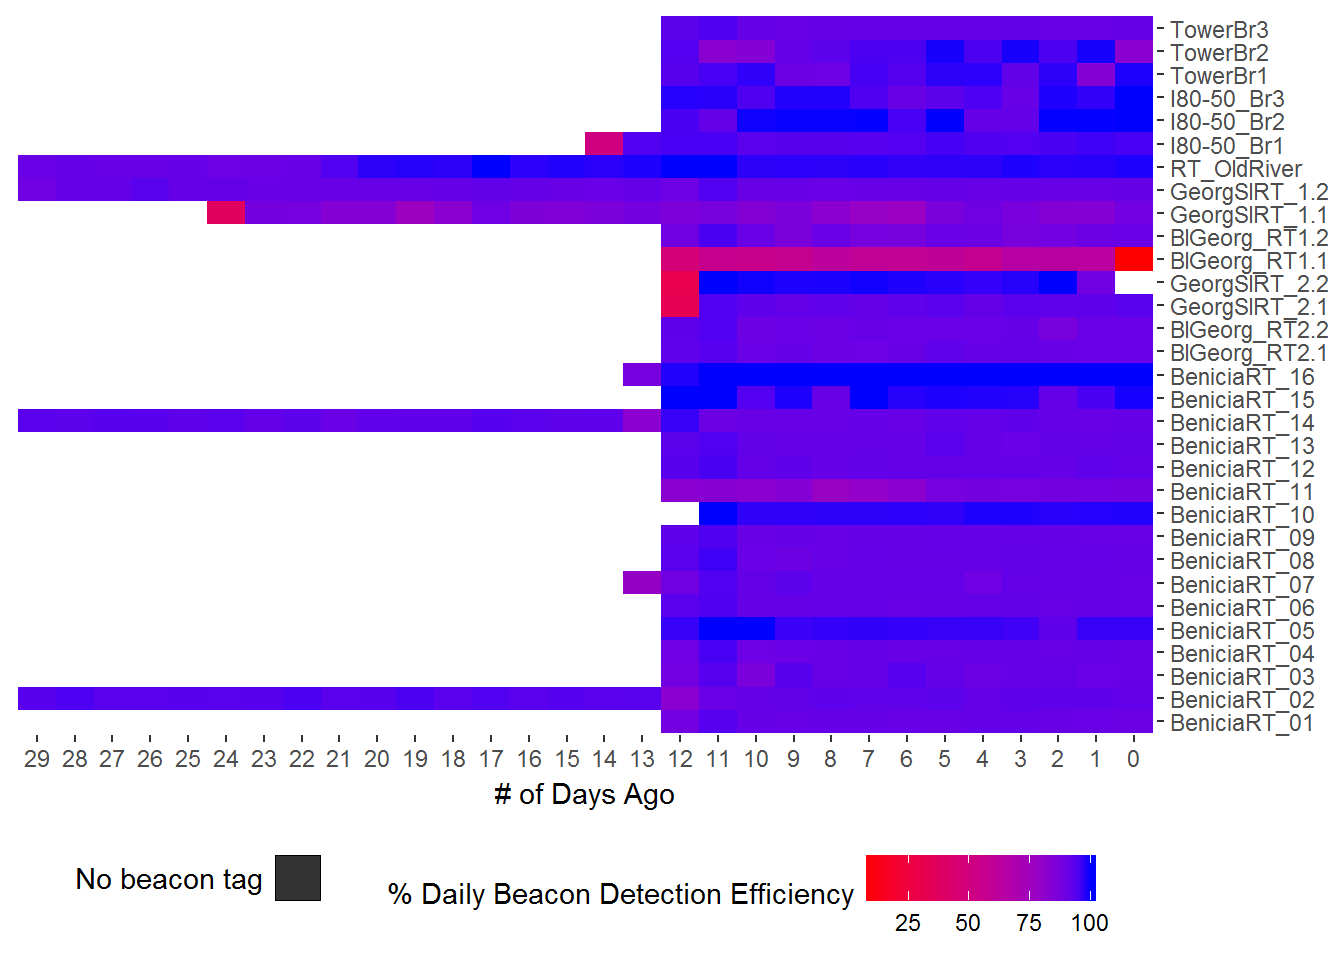 TowerBr3
TowerBr2
TowerBr1
I80-50_Br3
I80-50_Br2
I80-50_Br1
RT_OldRiver
GeorgSlRT_1.2
GeorgSlRT_1.1
BlGeorg_RT1.2
BlGeorg_RT1.1
GeorgSlRT_2.2
GeorgSlRT_2.1
BlGeorg_RT2.2
BlGeorg_RT2.1
BeniciaRT_16
BeniciaRT_15
BeniciaRT_14
BeniciaRT_13
BeniciaRT_12
BeniciaRT_11
BeniciaRT_10
BeniciaRT_09
BeniciaRT_08
BeniciaRT_07
BeniciaRT_06
BeniciaRT_05
BeniciaRT_04
BeniciaRT_03
BeniciaRT_02
BeniciaRT_01
29 28 27 26 25 24 23 22 21 20 19 18 17 16 15 14 13 12 11 10 9 8 7 6 5 4 3 2 1 0
# of Days Ago
No beacon tag
% Daily Beacon Detection Efficiency
25 50 75 100